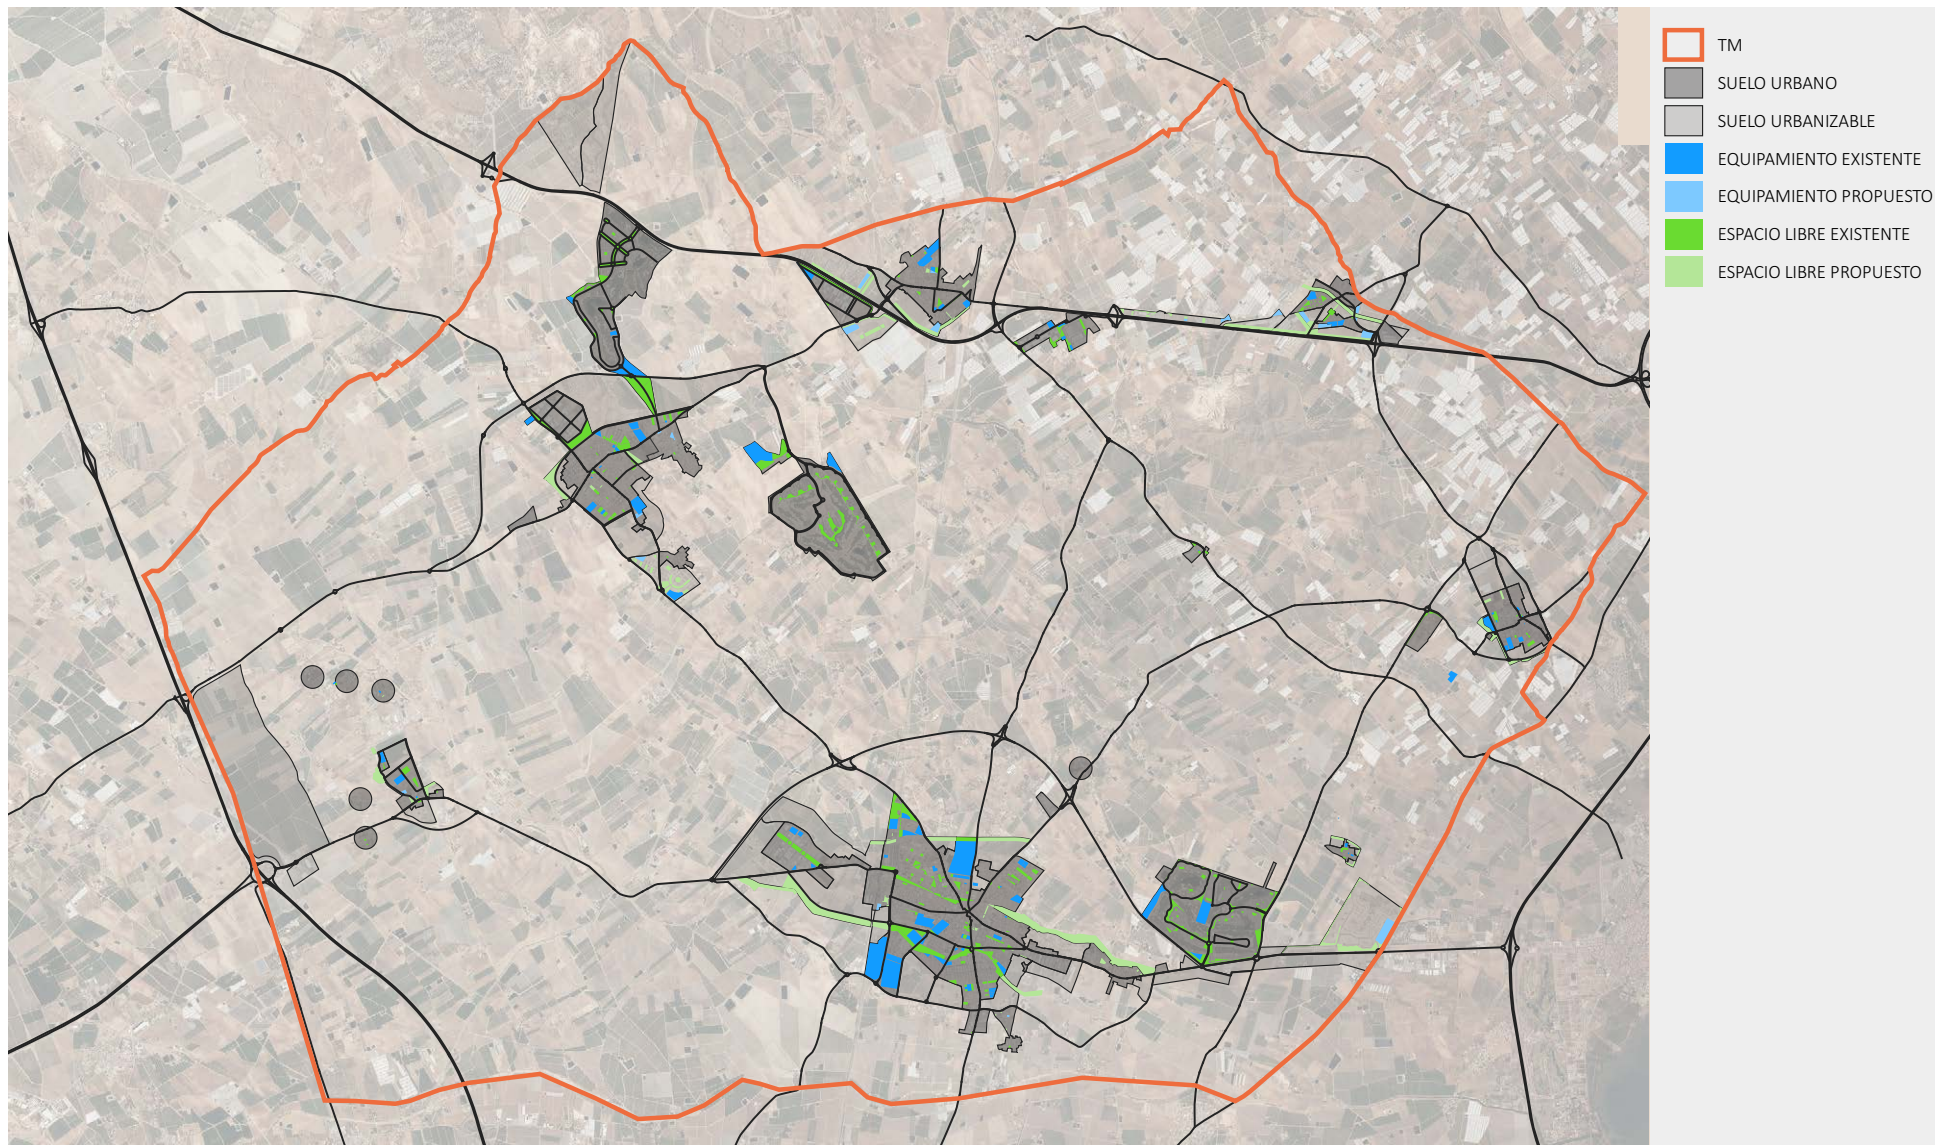 TM
SUELO URBANO
SUELO URBANIZABLE
EQUIPAMIENTO EXISTENTE
EQUIPAMIENTO PROPUESTO
ESPACIO LIBRE EXISTENTE
ESPACIO LIBRE PROPUESTO